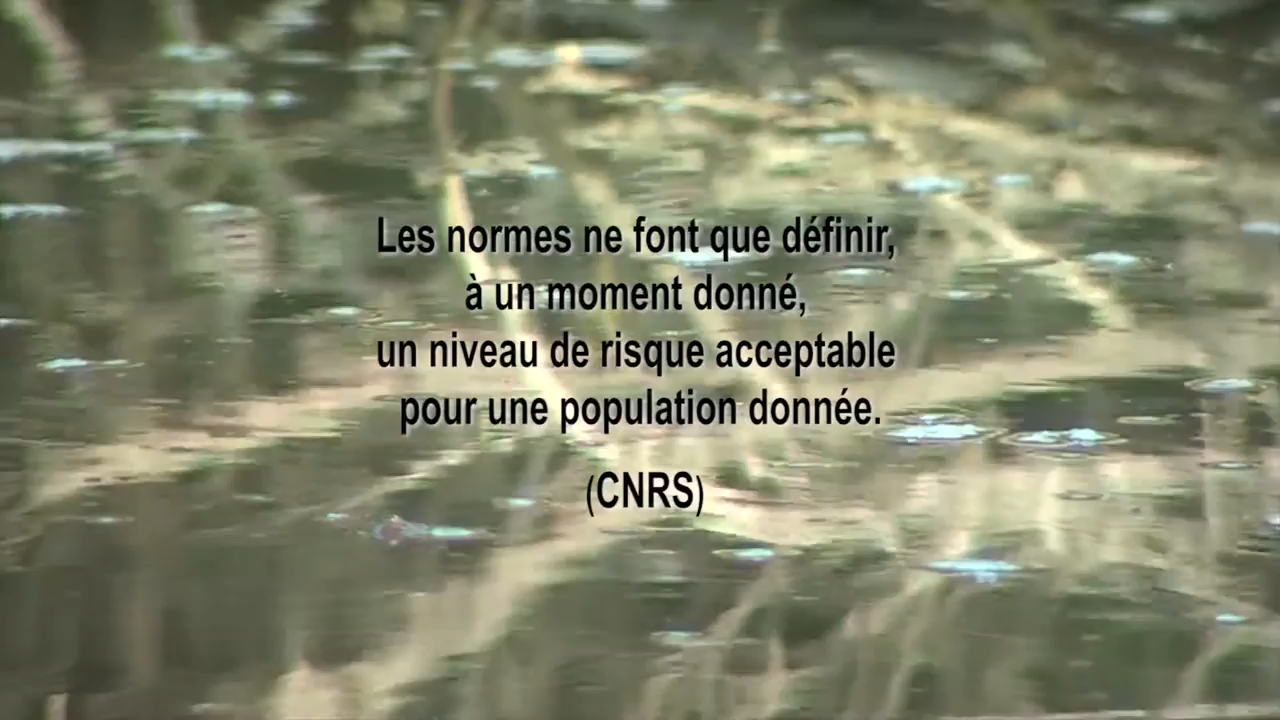 Les normes ne font que définir,
à un moment donné,
un niveau de risque acceptable
pour une population donnée.
(CNRS)